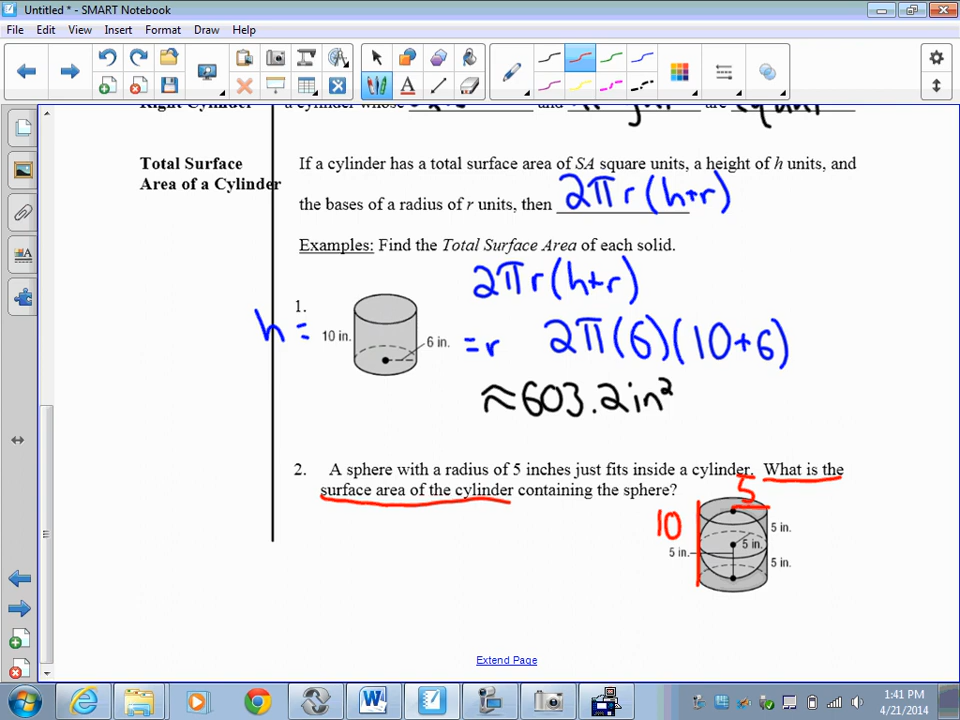 Untitled * - SMART Notebook
File Edit View Insert Format Draw Help
Right Cylinder a cylinder whose and are
Total Surface
Area of a Cylinder
If a cylinder has a total surface area of SA square units, a height of h units, and
the bases of a radius of r units, then 2πr(h+r)
Examples: Find the Total Surface Area of each solid.
2πr(h+r)
1.
h = 10 in. 6 in. = r 2π(6)(10+6)
≈603.2in²
2. A sphere with a radius of 5 inches just fits inside a cylinder. What is the
surface area of the cylinder containing the sphere?
5
10
5 in.
5 in.
5 in.
5 in.
Extend Page
1:41 PM
4/21/2014